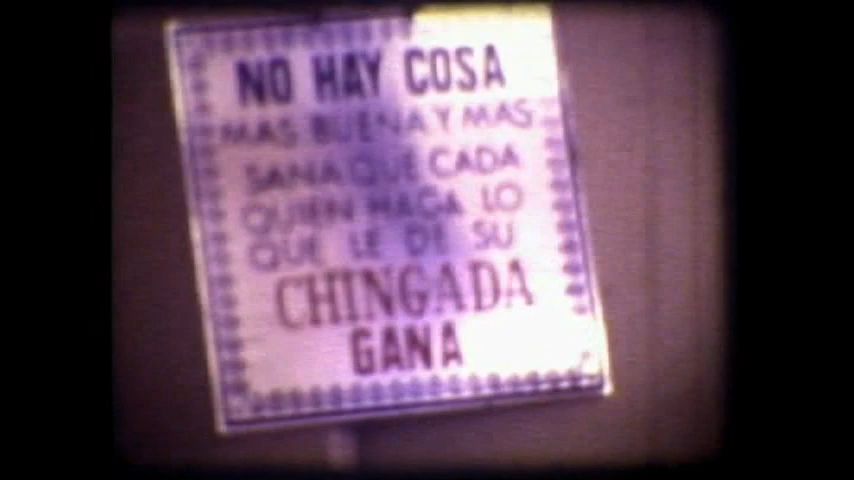 NO HAY COSA
MAS BUENA Y MAS
SANA QUE CADA
QUIEN HAGA LO
QUE LE DE SU
CHINGADA
GANA